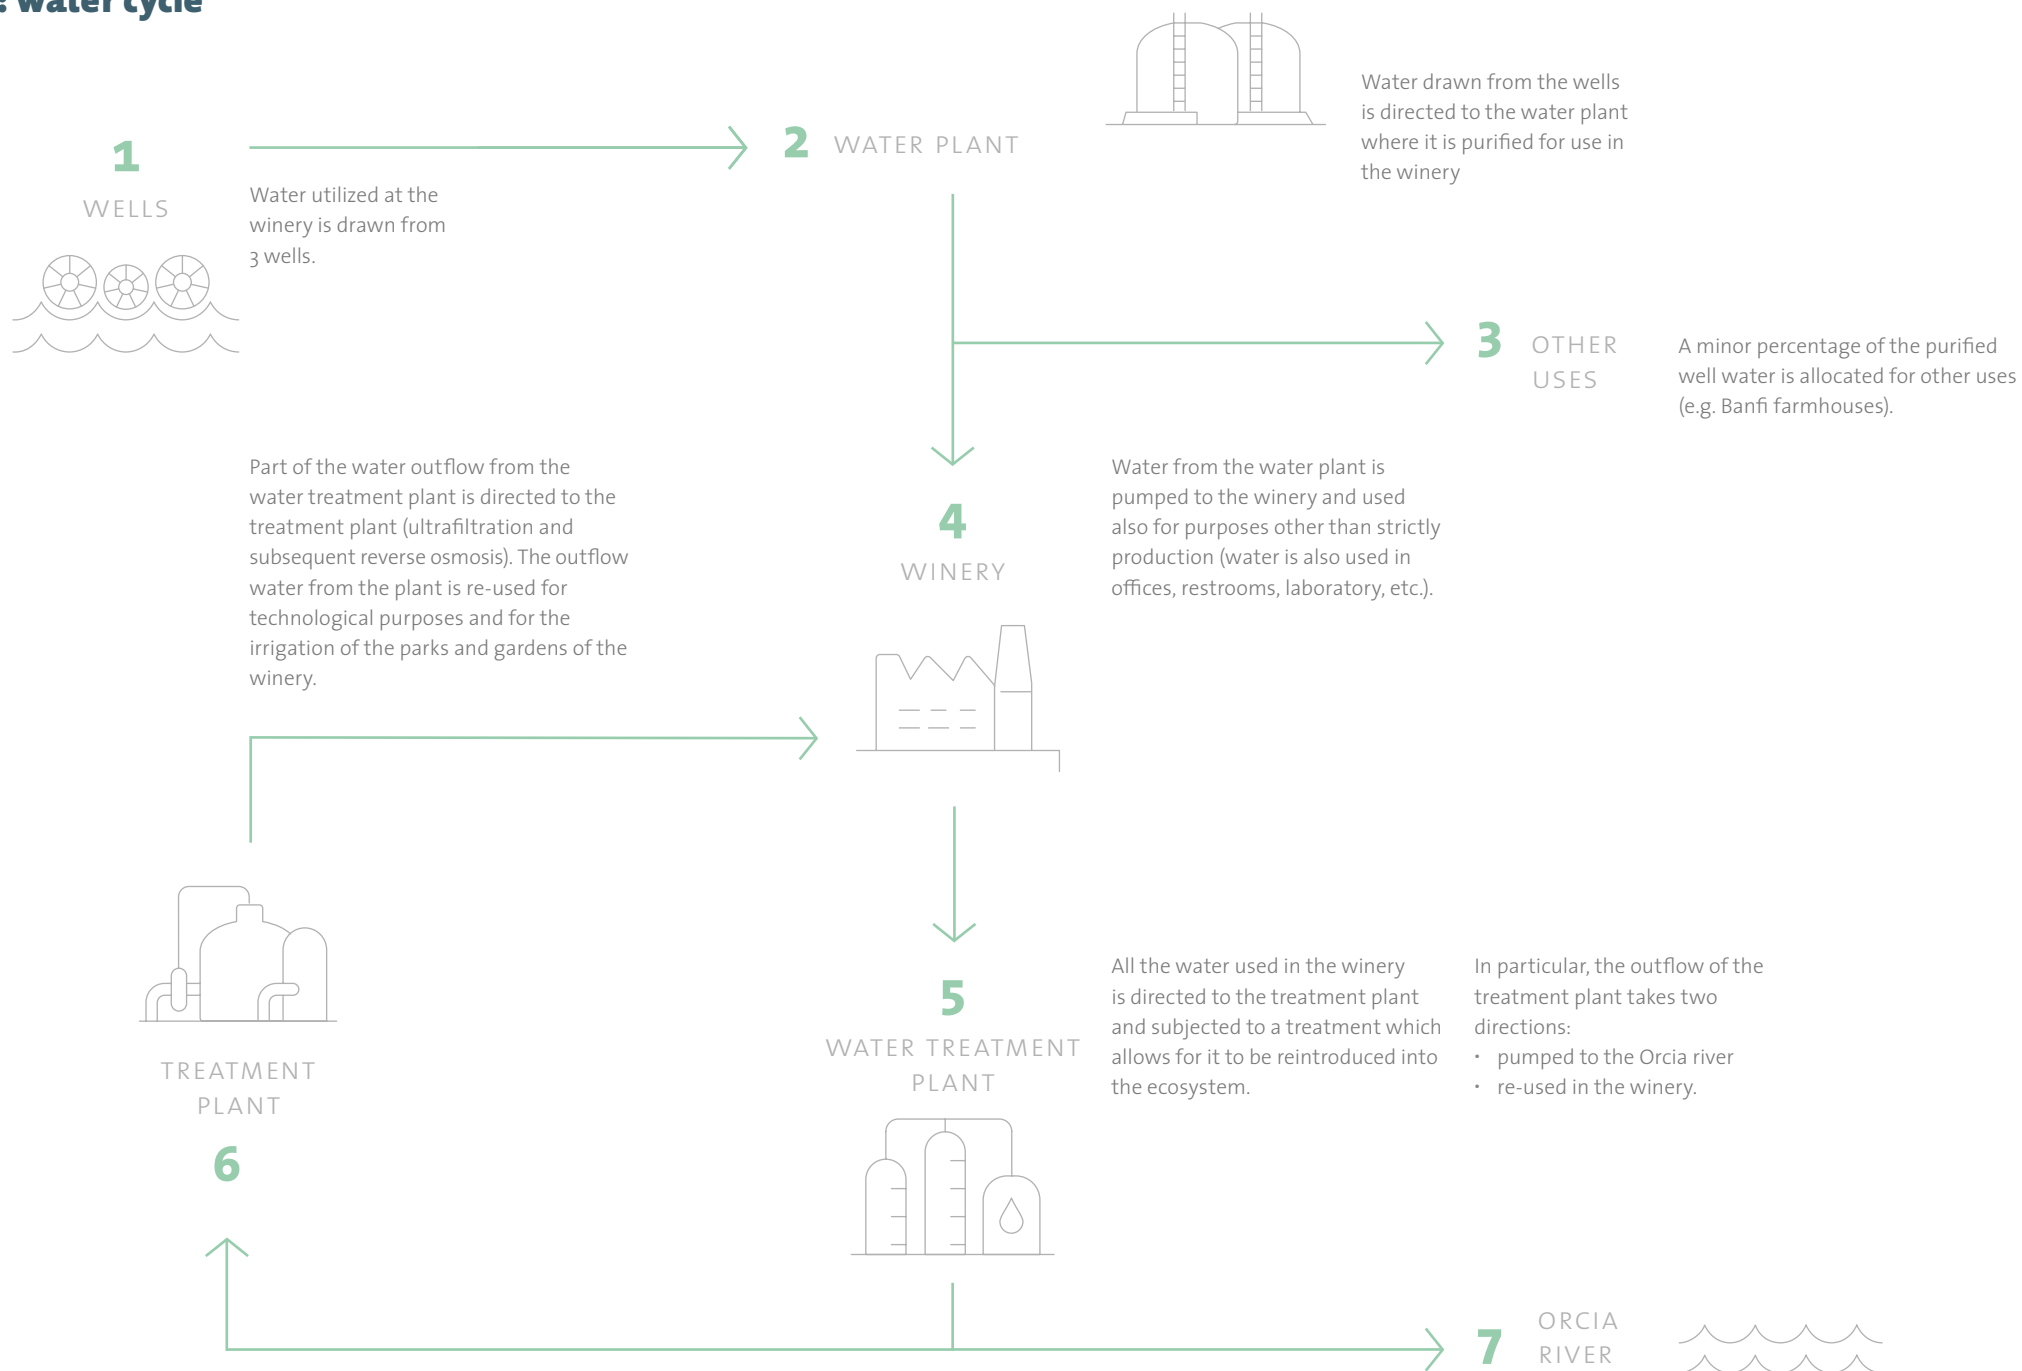 : water cycle
1
WELLS
Water utilized at the
winery is drawn from
3 wells.
2 WATER PLANT
Water drawn from the wells
is directed to the water plant
where it is purified for use in
the winery
3 OTHER
USES
A minor percentage of the purified
well water is allocated for other uses
(e.g. Banfi farmhouses).
Part of the water outflow from the
water treatment plant is directed to the
treatment plant (ultrafiltration and
subsequent reverse osmosis). The outflow
water from the plant is re-used for
technological purposes and for the
irrigation of the parks and gardens of the
winery.
4
WINERY
Water from the water plant is
pumped to the winery and used
also for purposes other than strictly
production (water is also used in
offices, restrooms, laboratory, etc.).
5
WATER TREATMENT
PLANT
All the water used in the winery
is directed to the treatment plant
and subjected to a treatment which
allows for it to be reintroduced into
the ecosystem.
In particular, the outflow of the
treatment plant takes two
directions:
• pumped to the Orcia river
• re-used in the winery.
TREATMENT
PLANT
6
7 ORCIA
RIVER